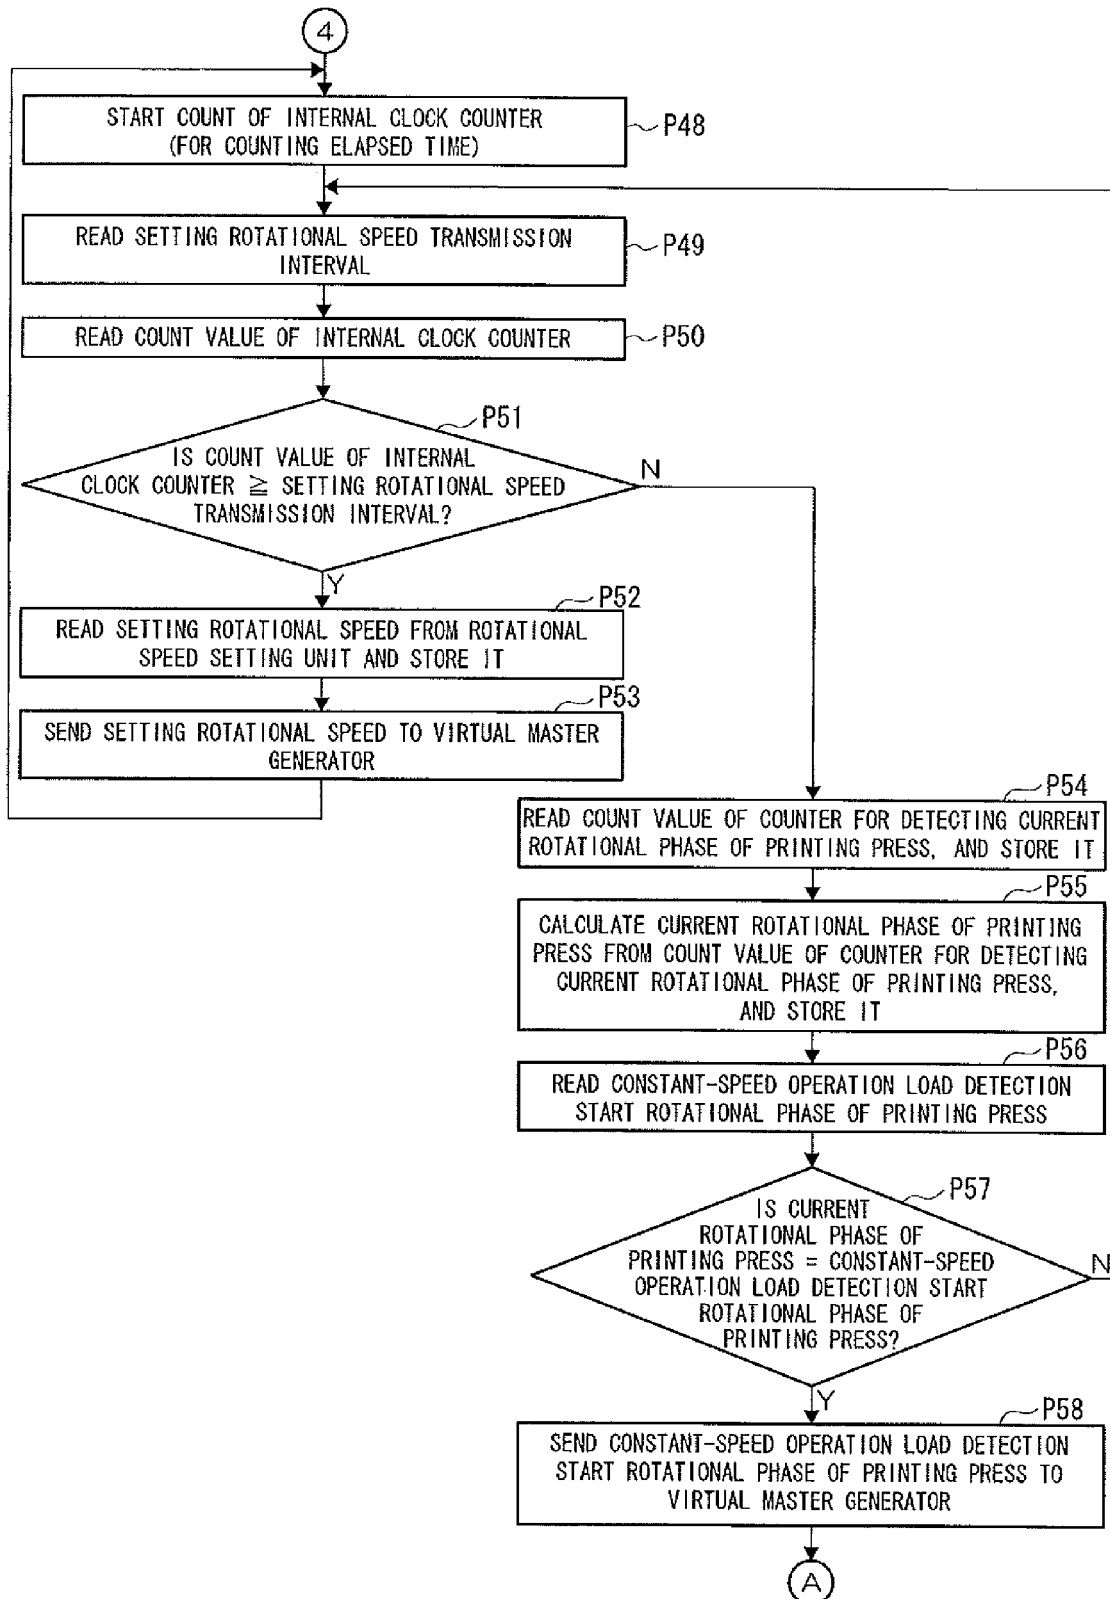 4
START COUNT OF INTERNAL CLOCK COUNTER
(FOR COUNTING ELAPSED TIME)
P48
READ SETTING ROTATIONAL SPEED TRANSMISSION
INTERVAL
P49
READ COUNT VALUE OF INTERNAL CLOCK COUNTER
P50
P51
IS COUNT VALUE OF INTERNAL
CLOCK COUNTER ≧ SETTING ROTATIONAL SPEED
TRANSMISSION INTERVAL?
N
Y
P52
READ SETTING ROTATIONAL SPEED FROM ROTATIONAL
SPEED SETTING UNIT AND STORE IT
P53
SEND SETTING ROTATIONAL SPEED TO VIRTUAL MASTER
GENERATOR
P54
READ COUNT VALUE OF COUNTER FOR DETECTING CURRENT
ROTATIONAL PHASE OF PRINTING PRESS, AND STORE IT
P55
CALCULATE CURRENT ROTATIONAL PHASE OF PRINTING
PRESS FROM COUNT VALUE OF COUNTER FOR DETECTING
CURRENT ROTATIONAL PHASE OF PRINTING PRESS,
AND STORE IT
P56
READ CONSTANT-SPEED OPERATION LOAD DETECTION
START ROTATIONAL PHASE OF PRINTING PRESS
P57
IS CURRENT
ROTATIONAL PHASE OF
PRINTING PRESS = CONSTANT-SPEED
OPERATION LOAD DETECTION START
ROTATIONAL PHASE OF
PRINTING PRESS?
N
Y
P58
SEND CONSTANT-SPEED OPERATION LOAD DETECTION
START ROTATIONAL PHASE OF PRINTING PRESS TO
VIRTUAL MASTER GENERATOR
A